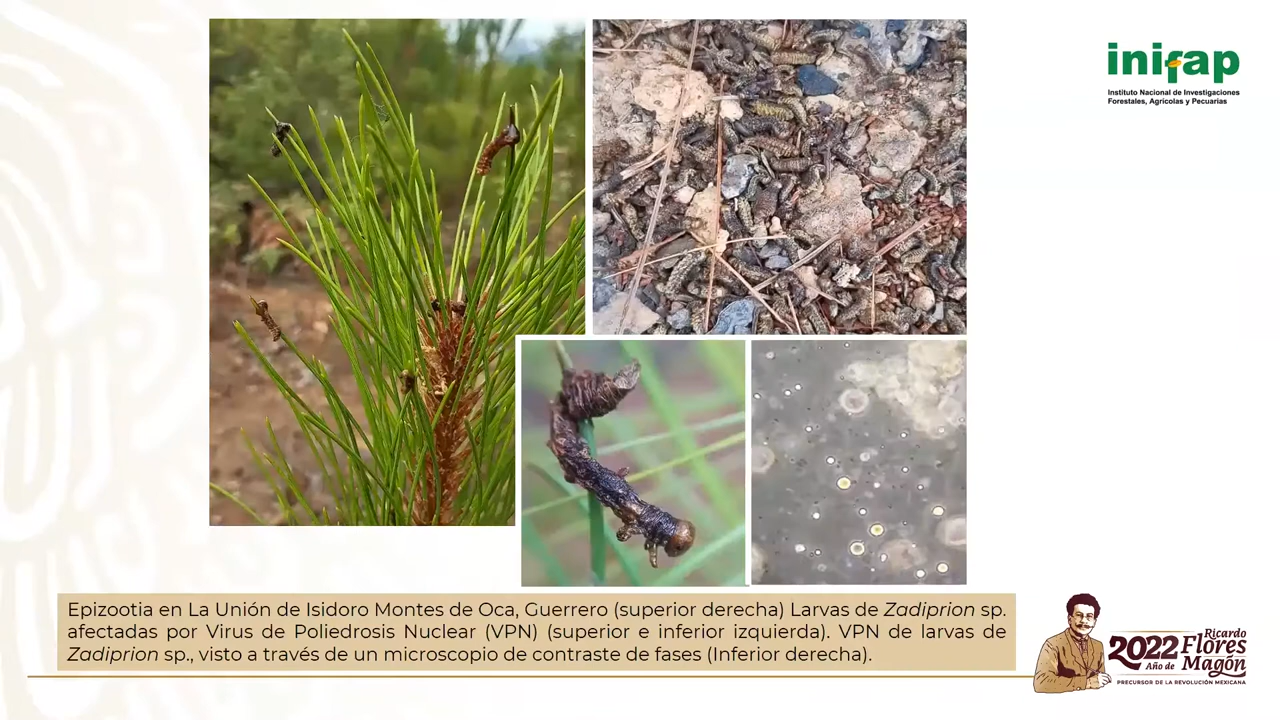 inifap
Instituto Nacional de Investigaciones
Forestales, Agrícolas y Pecuarias
Epizootia en La Unión de Isidoro Montes de Oca, Guerrero (superior derecha) Larvas de Zadiprion sp.
afectadas por Virus de Poliedrosis Nuclear (VPN) (superior e inferior izquierda). VPN de larvas de
Zadiprion sp., visto a través de un microscopio de contraste de fases (Inferior derecha).
2022 Ricardo
Flores
Año de Magón
PRECURSOR DE LA REVOLUCIÓN MEXICANA